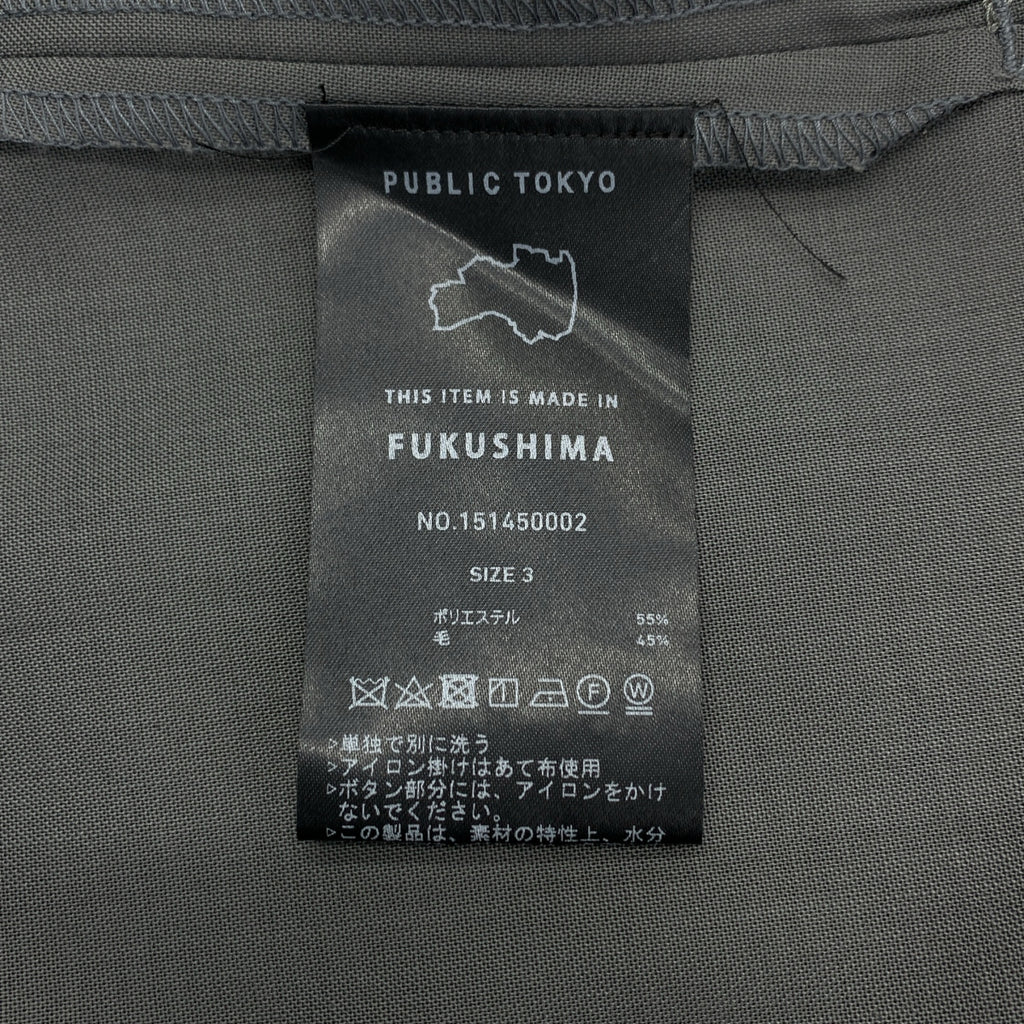 PUBLIC TOKYO
THIS ITEM IS MADE IN
FUKUSHIMA
NO.151450002
SIZE 3
ポリエステル 55%
毛 45%
F W
▷単独で別に洗う
▷アイロン掛けはあて布使用
▷ボタン部分には、アイロンをかけ
ないでください。
▷この製品は、素材の特性上、水分